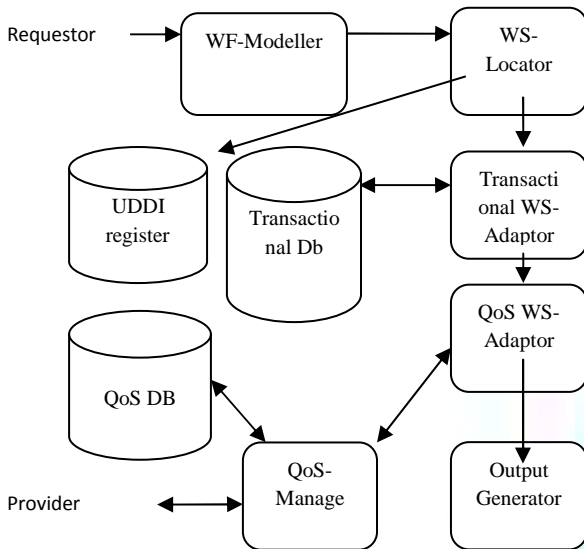 Requestor
WF-Modeller
WS-
Locator
UDDI
register
Transactio
nal Db
Transacti
onal WS-
Adaptor
QoS WS-
Adaptor
QoS DB
QoS-
Manage
Output
Generator
Provider